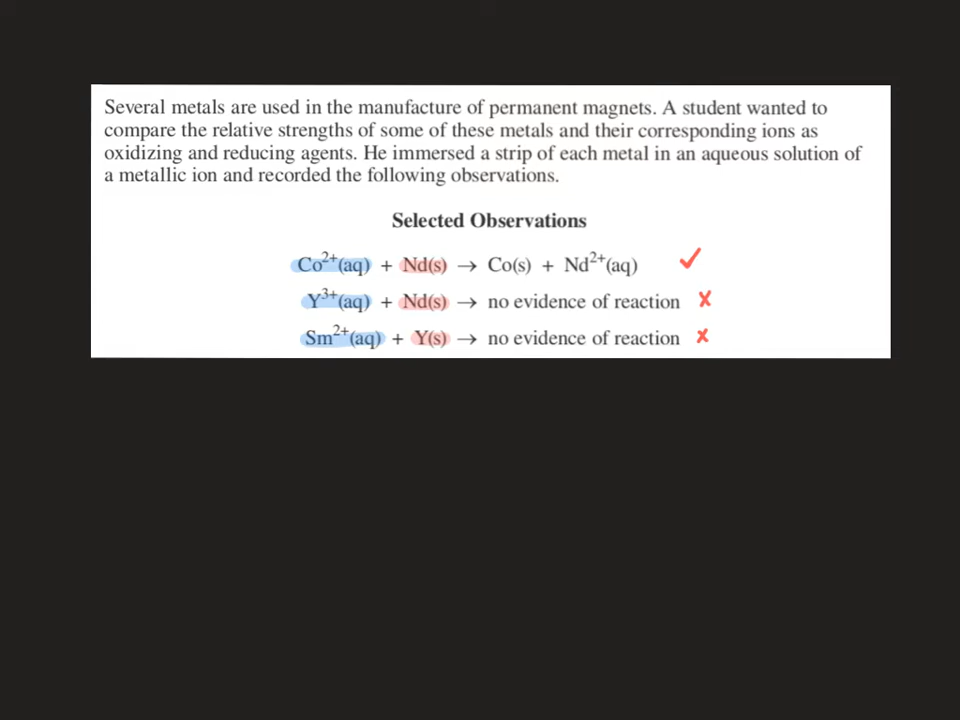 Several metals are used in the manufacture of permanent magnets. A student wanted to
compare the relative strengths of some of these metals and their corresponding ions as
oxidizing and reducing agents. He immersed a strip of each metal in an aqueous solution of
a metallic ion and recorded the following observations.
Selected Observations
Co²⁺(aq) + Nd(s) → Co(s) + Nd²⁺(aq) ✓
Y³⁺(aq) + Nd(s) → no evidence of reaction ✗
Sm²⁺(aq) + Y(s) → no evidence of reaction ✗